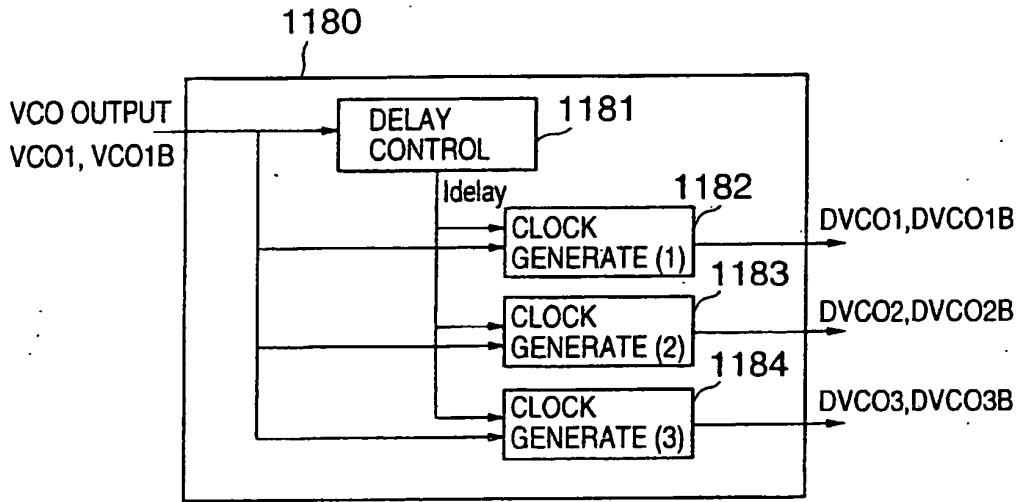 1180
VCO OUTPUT
VCO1, VCO1B
DELAY
CONTROL
1181
Idelay
1182
CLOCK
GENERATE (1)
DVCO1,DVCO1B
1183
CLOCK
GENERATE (2)
DVCO2,DVCO2B
1184
CLOCK
GENERATE (3)
DVCO3,DVCO3B